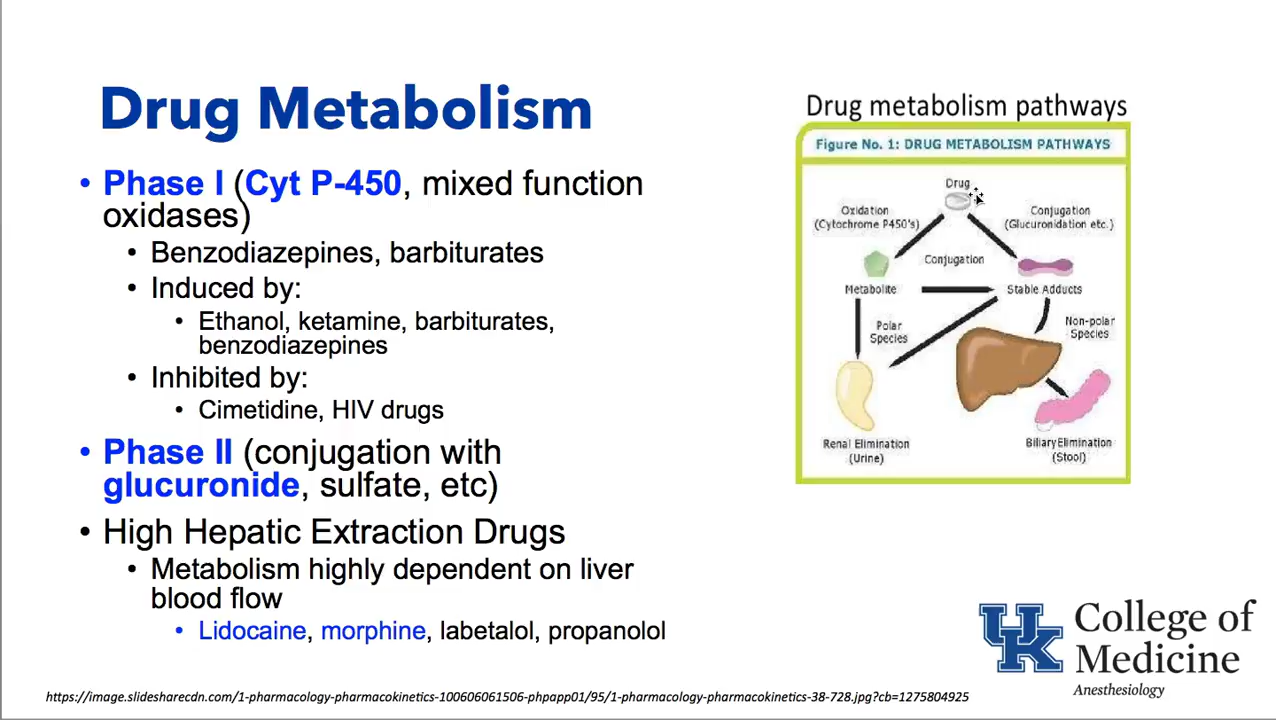 Drug Metabolism
• Phase I (Cyt P-450, mixed function
oxidases)
• Benzodiazepines, barbiturates
• Induced by:
• Ethanol, ketamine, barbiturates,
benzodiazepines
• Inhibited by:
• Cimetidine, HIV drugs
• Phase II (conjugation with
glucuronide, sulfate, etc)
• High Hepatic Extraction Drugs
• Metabolism highly dependent on liver
blood flow
• Lidocaine, morphine, labetalol, propanolol
Drug metabolism pathways
Figure No. 1: DRUG METABOLISM PATHWAYS
Drug
Oxidation
(Cytochrome P450's)
Conjugation
(Glucuronidation etc.)
Conjugation
Metabolite
Stable Adducts
Polar
Species
Non-polar
Species
Renal Elimination
(Urine)
Biliary Elimination
(Stool)
UK
College of
Medicine
Anesthesiology
https://image.slidesharecdn.com/1-pharmacology-pharmacokinetics-100606061506-phpapp01/95/1-pharmacology-pharmacokinetics-38-728.jpg?cb=1275804925